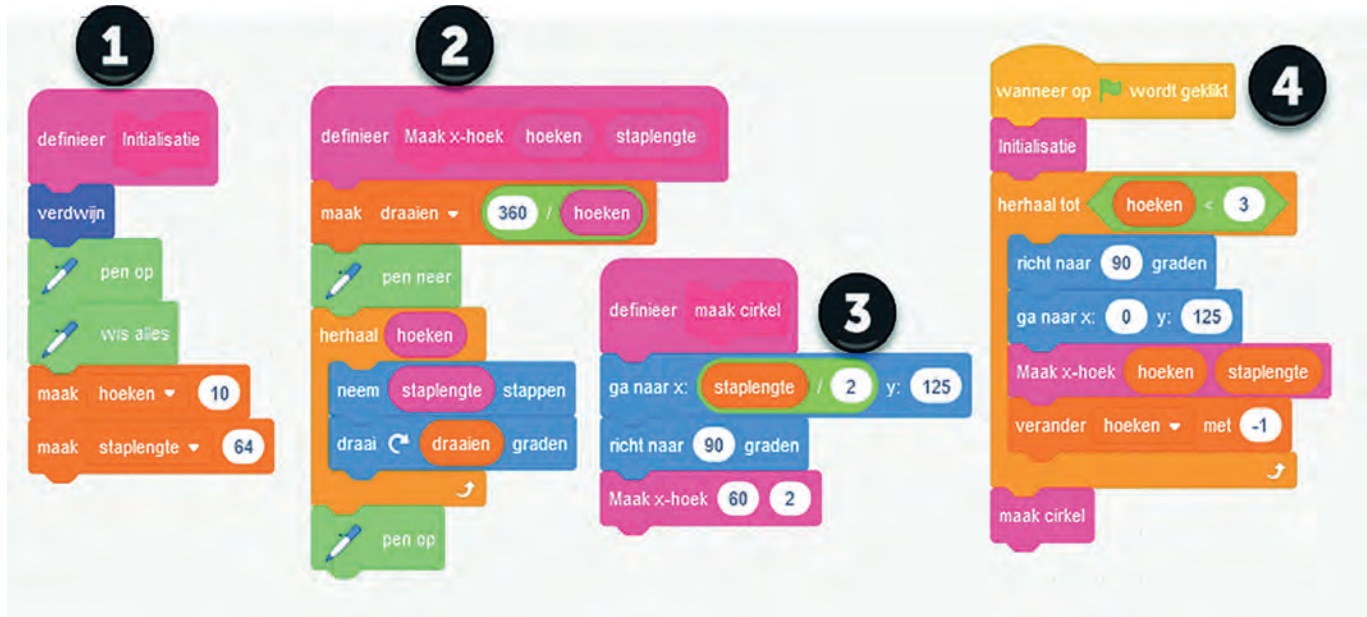 1
definieer Initialisatie
verdwijn
pen op
wis alles
maak hoeken 10
maak staplengte 64
2
definieer Maak x-hoek hoeken staplengte
maak draaien 360 / hoeken
pen neer
herhaal hoeken
neem staplengte stappen
draai draaien graden
pen op
3
definieer maak cirkel
ga naar x: staplengte / 2 y: 125
richt naar 90 graden
Maak x-hoek 60 2
4
wanneer op wordt geklikt
Initialisatie
herhaal tot hoeken < 3
richt naar 90 graden
ga naar x: 0 y: 125
Maak x-hoek hoeken staplengte
verander hoeken met -1
maak cirkel